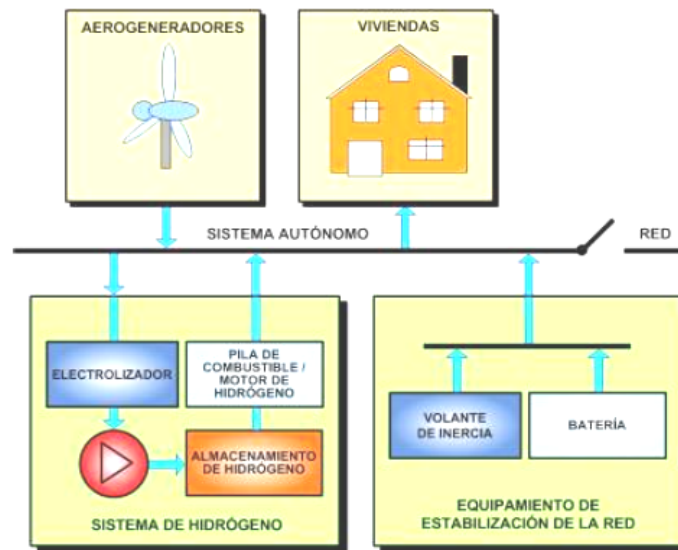 AEROGENERADORES
VIVIENDAS
SISTEMA AUTÓNOMO
RED
ELECTROLIZADOR
PILA DE
COMBUSTIBLE /
MOTOR DE
HIDRÓGENO
ALMACENAMIENTO
DE HIDRÓGENO
SISTEMA DE HIDRÓGENO
VOLANTE
DE INERCIA
BATERÍA
EQUIPAMIENTO DE
ESTABILIZACIÓN DE LA RED